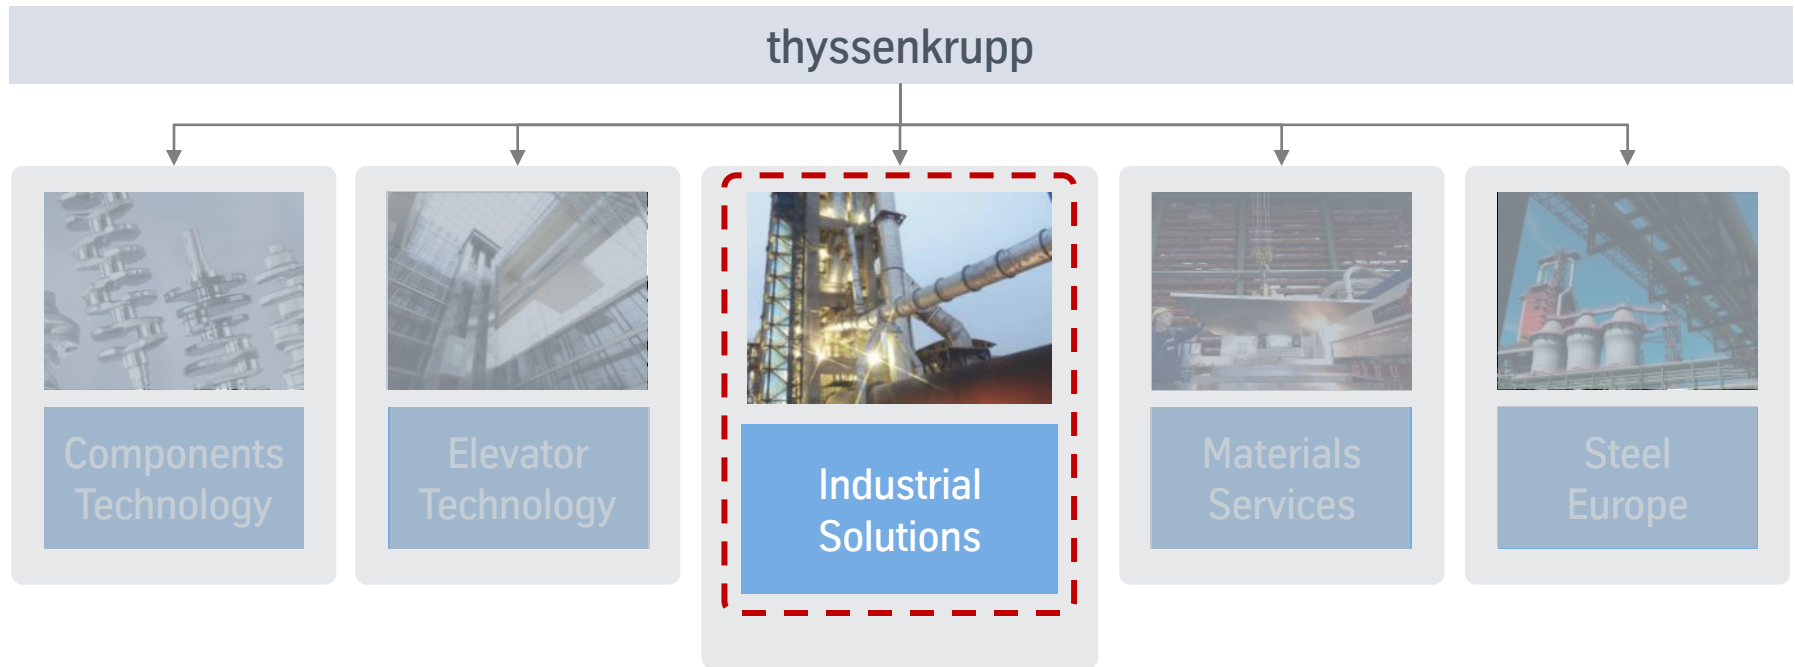 thyssenkrupp
Components
Technology
Elevator
Technology
Industrial
Solutions
Materials
Services
Steel
Europe